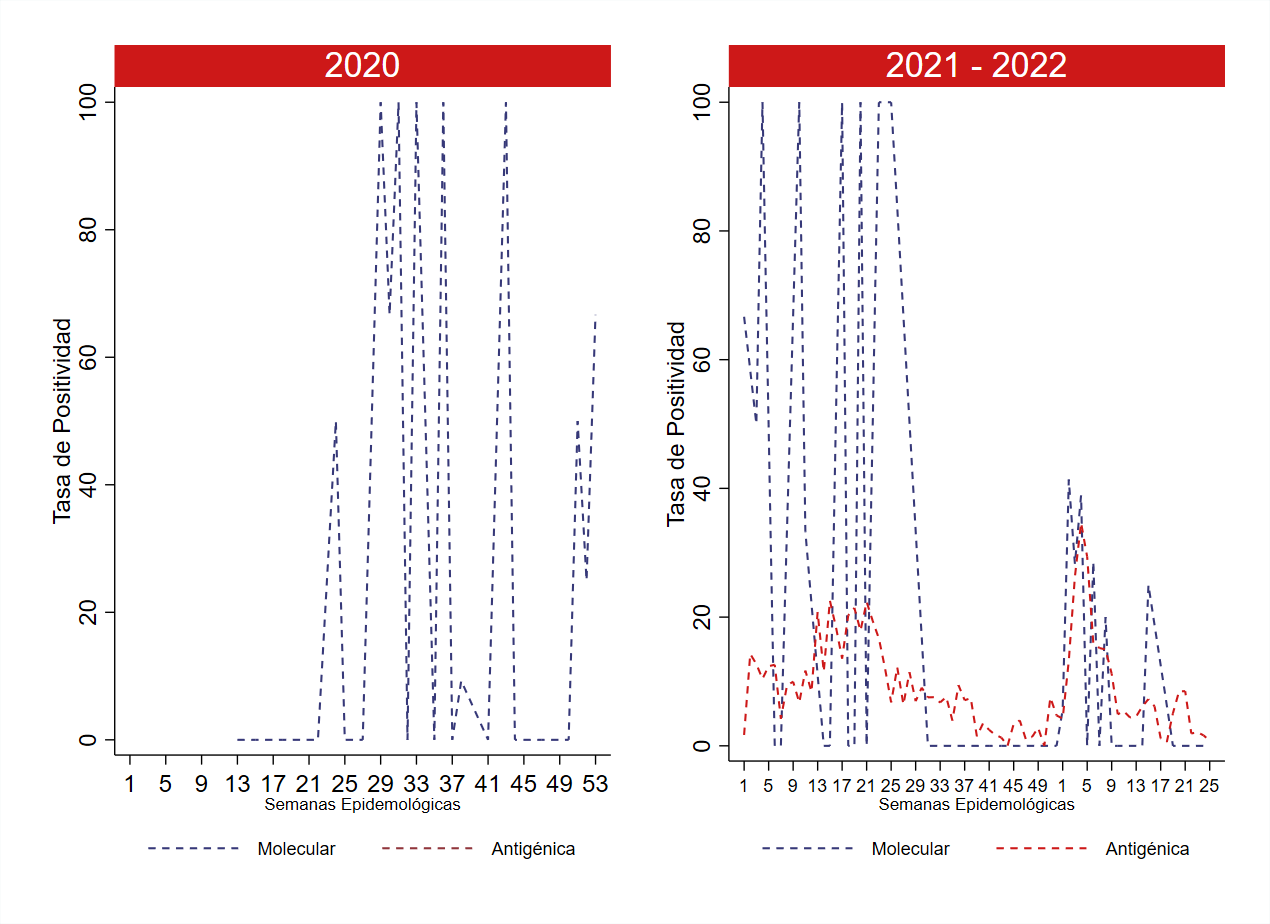 2020
Tasa de Positividad
100
80
60
40
20
0
1 5 9 13 17 21 25 29 33 37 41 45 49 53
Semanas Epidemológicas
Molecular Antigénica
2021 - 2022
Tasa de Positividad
100
80
60
40
20
0
1 5 9 13 17 21 25 29 33 37 41 45 49 1 5 9 13 17 21 25
Semanas Epidemológicas
Molecular Antigénica